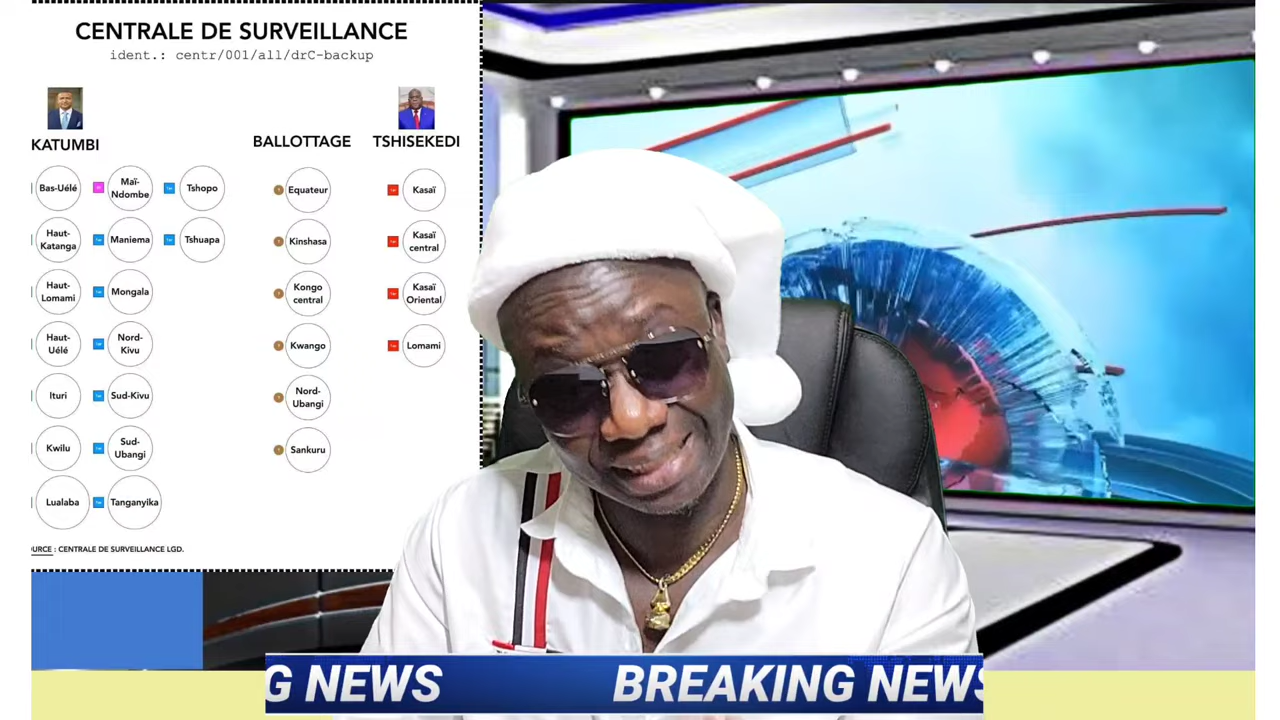 CENTRALE DE SURVEILLANCE
ident.: centr/001/all/drC-backup
KATUMBI
BALLOTTAGE
TSHISEKEDI
Bas-Uélé
Maï-
Ndombe
Tshopo
Equateur
Kasaï
Haut-
Katanga
Maniema
Tshuapa
Kinshasa
Kasaï
central
Haut-
Lomami
Mongala
Kongo
central
Kasaï
Oriental
Haut-
Uélé
Nord-
Kivu
Kwango
Lomami
Ituri
Sud-Kivu
Nord-
Ubangi
Kwilu
Sud-
Ubangi
Sankuru
Lualaba
Tanganyika
URCE : CENTRALE DE SURVEILLANCE LGD.
G NEWS
BREAKING NEWS